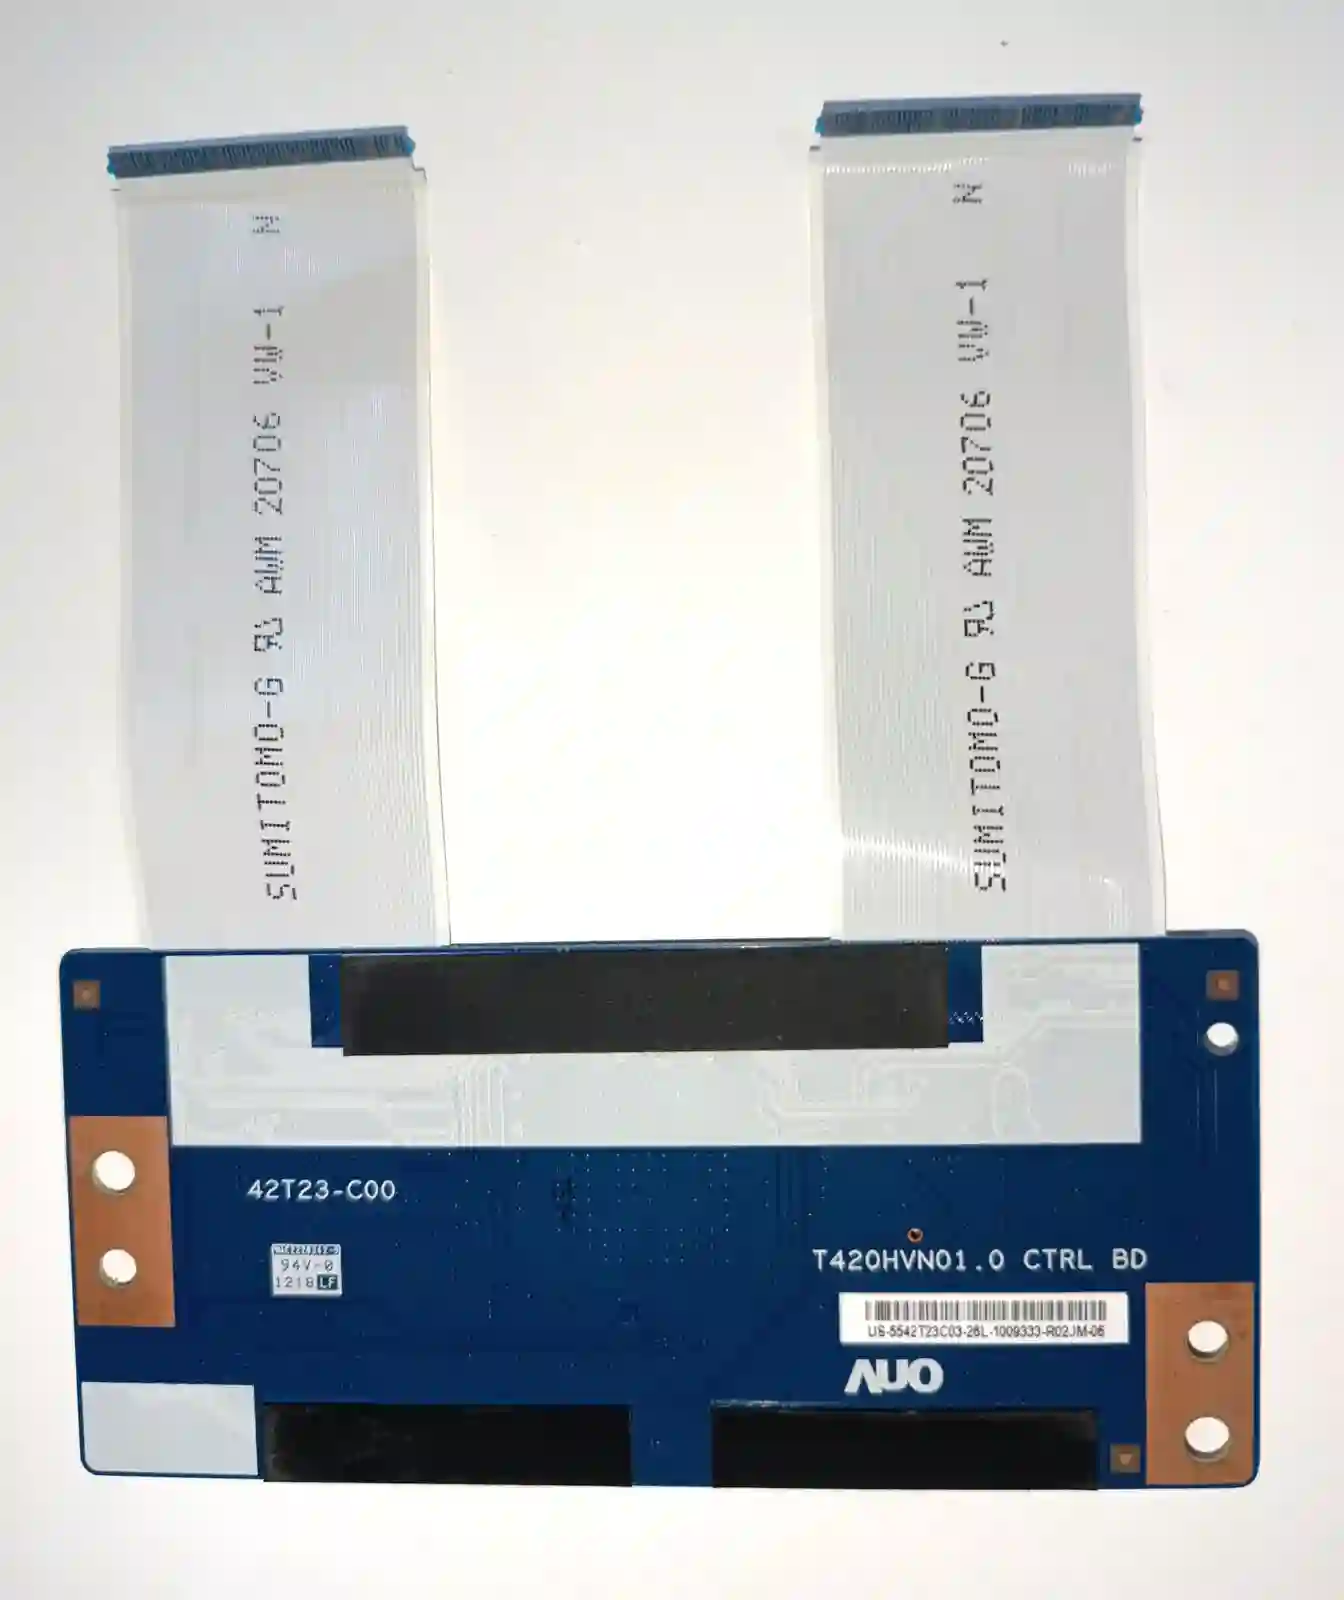 SUMITOMO-G AWM 20706 VW-1
SUMITOMO-G AWM 20706 VW-1
42T23-C00
94V-0
1218 LF
T420HVN01.0 CTRL BD
US-5542T23C03-26L-1009333-R02JM-05
AUO